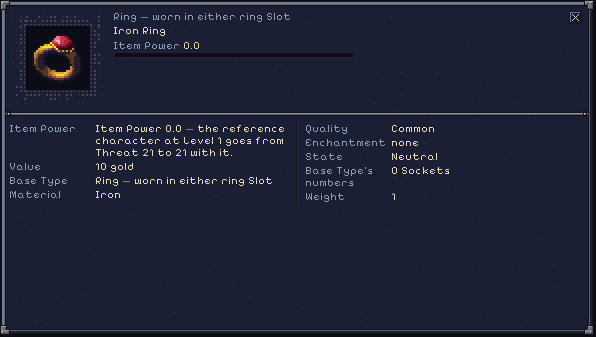 Ring — worn in either ring Slot
Iron Ring
Item Power 0.0
Item Power
Item Power 0.0 — the reference
character at Level 1 goes from
Threat 21 to 21 with it.
Value
10 gold
Base Type
Ring — worn in either ring Slot
Material
Iron
Quality
Common
Enchantment
none
State
Neutral
Base Type's
numbers
0 Sockets
Weight
1